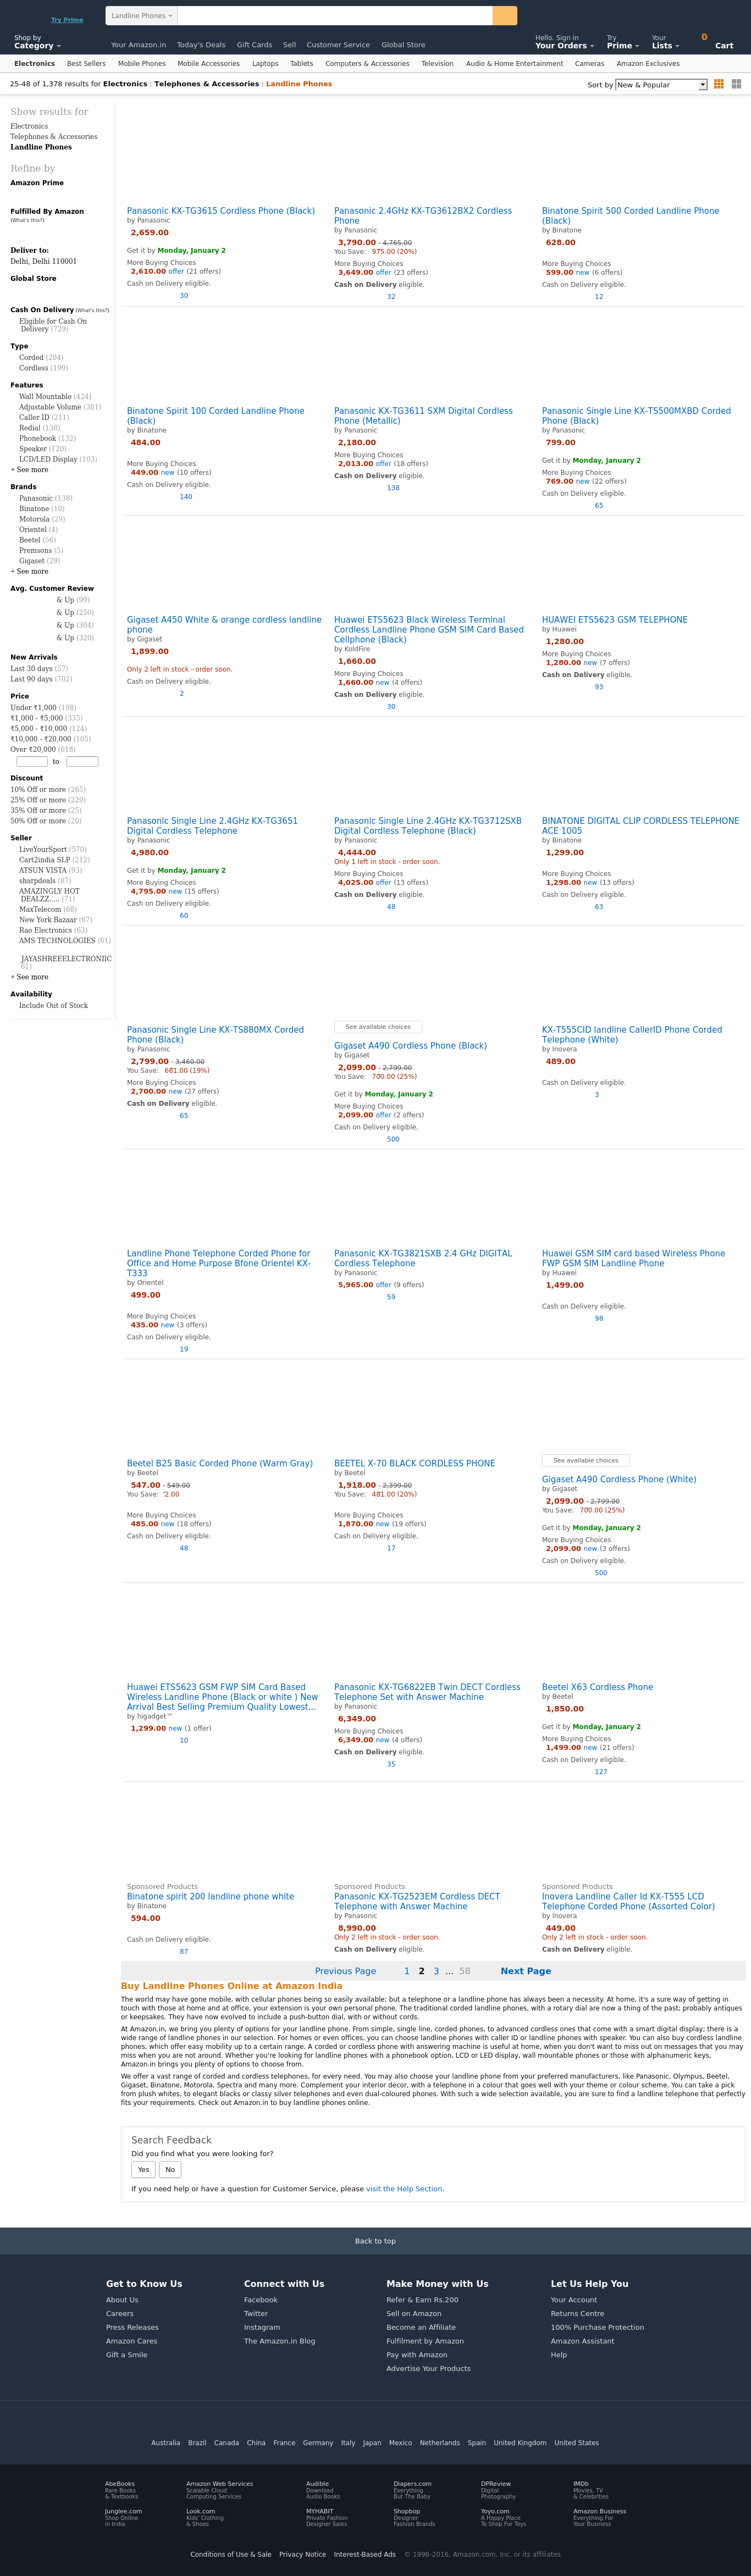 Try Prime
Landline Phones
Shop by
Category
Your Amazon.in Today's Deals Gift Cards Sell Customer Service Global Store
Hello. Sign in
Your Orders
Try
Prime
Your
Lists
0
Cart
Electronics Best Sellers Mobile Phones Mobile Accessories Laptops Tablets Computers & Accessories Television Audio & Home Entertainment Cameras Amazon Exclusives
25-48 of 1,378 results for Electronics : Telephones & Accessories : Landline Phones
Sort by New & Popular
Show results for
Electronics
Telephones & Accessories
Landline Phones
Refine by
Amazon Prime
Fulfilled By Amazon
(What's this?)
Deliver to:
Delhi, Delhi 110001
Global Store
Cash On Delivery (What's this?)
Eligible for Cash On
Delivery (729)
Type
Corded (204)
Cordless (199)
Features
Wall Mountable (424)
Adjustable Volume (381)
Caller ID (211)
Redial (138)
Phonebook (132)
Speaker (120)
LCD/LED Display (103)
+ See more
Brands
Panasonic (138)
Binatone (10)
Motorola (29)
Orientel (4)
Beetel (56)
Premsons (5)
Gigaset (29)
+ See more
Avg. Customer Review
& Up (99)
& Up (250)
& Up (304)
& Up (320)
New Arrivals
Last 30 days (57)
Last 90 days (702)
Price
Under ₹1,000 (198)
₹1,000 - ₹5,000 (335)
₹5,000 - ₹10,000 (124)
₹10,000 - ₹20,000 (105)
Over ₹20,000 (618)
to
Discount
10% Off or more (265)
25% Off or more (229)
35% Off or more (25)
50% Off or more (20)
Seller
LiveYourSport (570)
Cart2india SLP (212)
ATSUN VISTA (93)
sharpdeals (87)
AMAZINGLY HOT
DEALZZ..... (71)
MaxTelecom (68)
New York Bazaar (67)
Rao Electronics (63)
AMS TECHNOLOGIES (61)
JAYASHREEELECTRONIIC
61)
+ See more
Availability
Include Out of Stock
Panasonic KX-TG3615 Cordless Phone (Black)
by Panasonic
2,659.00
Get it by Monday, January 2
More Buying Choices
2,610.00 offer (21 offers)
Cash on Delivery eligible.
30
Panasonic 2.4GHz KX-TG3612BX2 Cordless
Phone
by Panasonic
3,790.00 - 4,765.00
You Save: 975.00 (20%)
More Buying Choices
3,649.00 offer (23 offers)
Cash on Delivery eligible.
32
Binatone Spirit 500 Corded Landline Phone
(Black)
by Binatone
628.00
More Buying Choices
599.00 new (6 offers)
Cash on Delivery eligible.
12
Binatone Spirit 100 Corded Landline Phone
(Black)
by Binatone
484.00
More Buying Choices
449.00 new (10 offers)
Cash on Delivery eligible.
140
Panasonic KX-TG3611 SXM Digital Cordless
Phone (Metallic)
by Panasonic
2,180.00
More Buying Choices
2,013.00 offer (18 offers)
Cash on Delivery eligible.
138
Panasonic Single Line KX-TS500MXBD Corded
Phone (Black)
by Panasonic
799.00
Get it by Monday, January 2
More Buying Choices
769.00 new (22 offers)
Cash on Delivery eligible.
65
Gigaset A450 White & orange cordless landline
phone
by Gigaset
1,899.00
Only 2 left in stock - order soon.
Cash on Delivery eligible.
2
Huawei ETS5623 Black Wireless Terminal
Cordless Landline Phone GSM SIM Card Based
Cellphone (Black)
by KoldFire
1,660.00
More Buying Choices
1,660.00 new (4 offers)
Cash on Delivery eligible.
30
HUAWEI ETS5623 GSM TELEPHONE
by Huawei
1,280.00
More Buying Choices
1,280.00 new (7 offers)
Cash on Delivery eligible.
93
Panasonic Single Line 2.4GHz KX-TG3651
Digital Cordless Telephone
by Panasonic
4,980.00
Get it by Monday, January 2
More Buying Choices
4,795.00 new (15 offers)
Cash on Delivery eligible.
60
Panasonic Single Line 2.4GHz KX-TG3712SXB
Digital Cordless Telephone (Black)
by Panasonic
4,444.00
Only 1 left in stock - order soon.
More Buying Choices
4,025.00 offer (13 offers)
Cash on Delivery eligible.
48
BINATONE DIGITAL CLIP CORDLESS TELEPHONE
ACE 1005
by Binatone
1,299.00
More Buying Choices
1,298.00 new (13 offers)
Cash on Delivery eligible.
63
Panasonic Single Line KX-TS880MX Corded
Phone (Black)
by Panasonic
2,799.00 - 3,460.00
You Save: 661.00 (19%)
More Buying Choices
2,700.00 new (27 offers)
Cash on Delivery eligible.
65
See available choices
Gigaset A490 Cordless Phone (Black)
by Gigaset
2,099.00 - 2,799.00
You Save: 700.00 (25%)
Get it by Monday, January 2
More Buying Choices
2,099.00 offer (2 offers)
Cash on Delivery eligible.
500
KX-T555CID landline CallerID Phone Corded
Telephone (White)
by Inovera
489.00
Cash on Delivery eligible.
3
Landline Phone Telephone Corded Phone for
Office and Home Purpose Bfone Orientel KX-
T333
by Orientel
499.00
More Buying Choices
435.00 new (3 offers)
Cash on Delivery eligible.
19
Panasonic KX-TG3821SXB 2.4 GHz DIGITAL
Cordless Telephone
by Panasonic
5,965.00 offer (9 offers)
59
Huawei GSM SIM card based Wireless Phone
FWP GSM SIM Landline Phone
by Huawei
1,499.00
Cash on Delivery eligible.
98
Beetel B25 Basic Corded Phone (Warm Gray)
by Beetel
547.00 - 549.00
You Save: 2.00
More Buying Choices
485.00 new (18 offers)
Cash on Delivery eligible.
48
BEETEL X-70 BLACK CORDLESS PHONE
by Beetel
1,918.00 - 2,399.00
You Save: 481.00 (20%)
More Buying Choices
1,870.00 new (19 offers)
Cash on Delivery eligible.
17
See available choices
Gigaset A490 Cordless Phone (White)
by Gigaset
2,099.00 - 2,799.00
You Save: 700.00 (25%)
Get it by Monday, January 2
More Buying Choices
2,099.00 new (3 offers)
Cash on Delivery eligible.
500
Huawei ETS5623 GSM FWP SIM Card Based
Wireless Landline Phone (Black or white ) New
Arrival Best Selling Premium Quality Lowest...
by higadget™
1,299.00 new (1 offer)
10
Panasonic KX-TG6822EB Twin DECT Cordless
Telephone Set with Answer Machine
by Panasonic
6,349.00
More Buying Choices
6,349.00 new (4 offers)
Cash on Delivery eligible.
35
Beetel X63 Cordless Phone
by Beetel
1,850.00
Get it by Monday, January 2
More Buying Choices
1,499.00 new (21 offers)
Cash on Delivery eligible.
127
Sponsored Products
Binatone spirit 200 landline phone white
by Binatone
594.00
Cash on Delivery eligible.
87
Sponsored Products
Panasonic KX-TG2523EM Cordless DECT
Telephone with Answer Machine
by Panasonic
8,990.00
Only 2 left in stock - order soon.
Cash on Delivery eligible.
Sponsored Products
Inovera Landline Caller Id KX-T555 LCD
Telephone Corded Phone (Assorted Color)
by Inovera
449.00
Only 2 left in stock - order soon.
Cash on Delivery eligible.
Previous Page 1 2 3 ... 58 Next Page
Buy Landline Phones Online at Amazon India
The world may have gone mobile, with cellular phones being so easily available; but a telephone or a landline phone has always been a necessity. At home, it's a sure way of getting in
touch with those at home and at office, your extension is your own personal phone. The traditional corded landline phones, with a rotary dial are now a thing of the past; probably antiques
or keepsakes. They have now evolved to include a push-button dial, with or without cords.
At Amazon.in, we bring you plenty of options for your landline phone. From simple, single line, corded phones, to advanced cordless ones that come with a smart digital display; there is a
wide range of landline phones in our selection. For homes or even offices, you can choose landline phones with caller ID or landline phones with speaker. You can also buy cordless landline
phones, which offer easy mobility up to a certain range. A corded or cordless phone with answering machine is useful at home, when you don't want to miss out on important messages that you may
miss when you are not around. Whether you're looking for landline phones with a phonebook option, LCD or LED display, wall mountable phones or those with alphanumeric keys,
Amazon.in brings you plenty of options to choose from.
We offer a vast range of corded and cordless telephones, for every need. You may also choose your landline phone from your preferred manufacturers, like Panasonic, Olympus, Beetel,
Gigaset, Binatone, Motorola, Spectra and many more. Complement your interior decor, with a telephone in a colour that goes well with your theme or colour scheme. You can take a pick
from plush whites, to elegant blacks or classy silver telephones and even dual-coloured phones. With such a wide selection available, you are sure to find a landline telephone that perfectly
fits your requirements. Check out Amazon.in to buy landline phones online.
Search Feedback
Did you find what you were looking for?
Yes No
If you need help or have a question for Customer Service, please visit the Help Section.
Back to top
Get to Know Us
About Us
Careers
Press Releases
Amazon Cares
Gift a Smile
Connect with Us
Facebook
Twitter
Instagram
The Amazon.in Blog
Make Money with Us
Refer & Earn Rs.200
Sell on Amazon
Become an Affiliate
Fulfilment by Amazon
Pay with Amazon
Advertise Your Products
Let Us Help You
Your Account
Returns Centre
100% Purchase Protection
Amazon Assistant
Help
Australia Brazil Canada China France Germany Italy Japan Mexico Netherlands Spain United Kingdom United States
AbeBooks
Rare Books
& Textbooks
Amazon Web Services
Scalable Cloud
Computing Services
Audible
Download
Audio Books
Diapers.com
Everything
But The Baby
DPReview
Digital
Photography
IMDb
Movies, TV
& Celebrities
Junglee.com
Shop Online
in India
Look.com
Kids' Clothing
& Shoes
MYHABIT
Private Fashion
Designer Sales
Shopbop
Designer
Fashion Brands
Yoyo.com
A Happy Place
To Shop For Toys
Amazon Business
Everything For
Your Business
Conditions of Use & Sale Privacy Notice Interest-Based Ads © 1996-2016, Amazon.com, Inc. or its affiliates